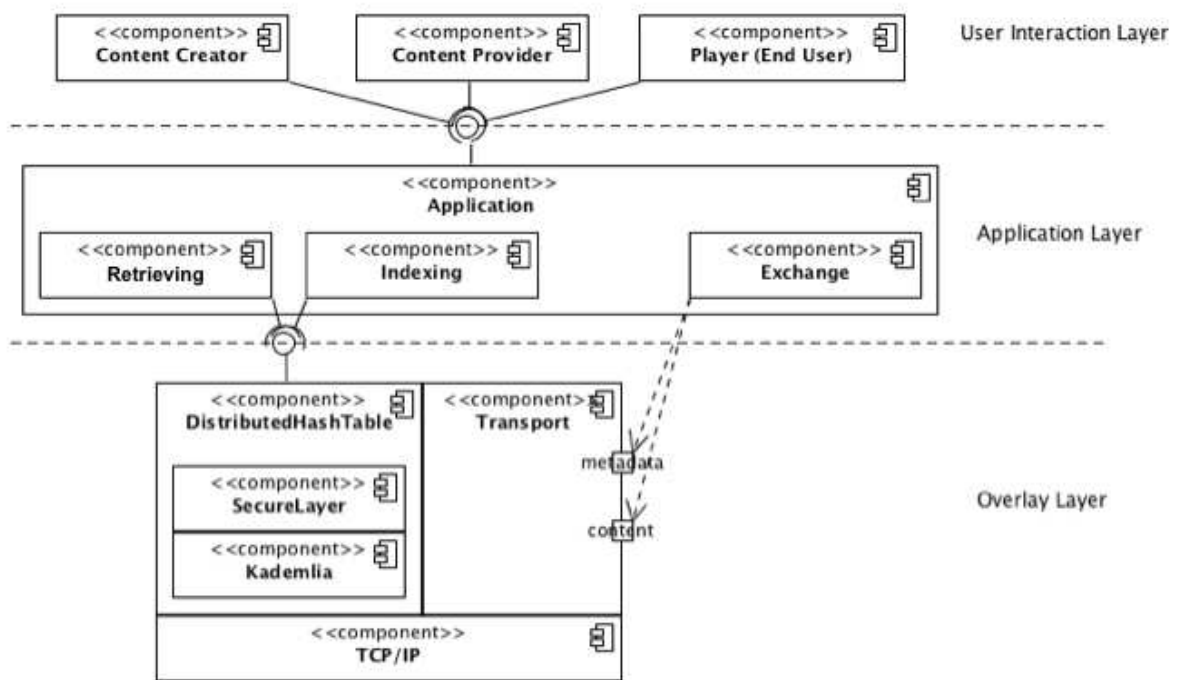 <<component>>
Content Creator
<<component>>
Content Provider
<<component>>
Player (End User)
User Interaction Layer
<<component>>
Application
Application Layer
<<component>>
Retrieving
<<component>>
Indexing
<<component>>
Exchange
<<component>>
DistributedHashTable
<<component>>
Transport
metadata
<<component>>
SecureLayer
Overlay Layer
content
<<component>>
Kademlia
<<component>>
TCP/IP